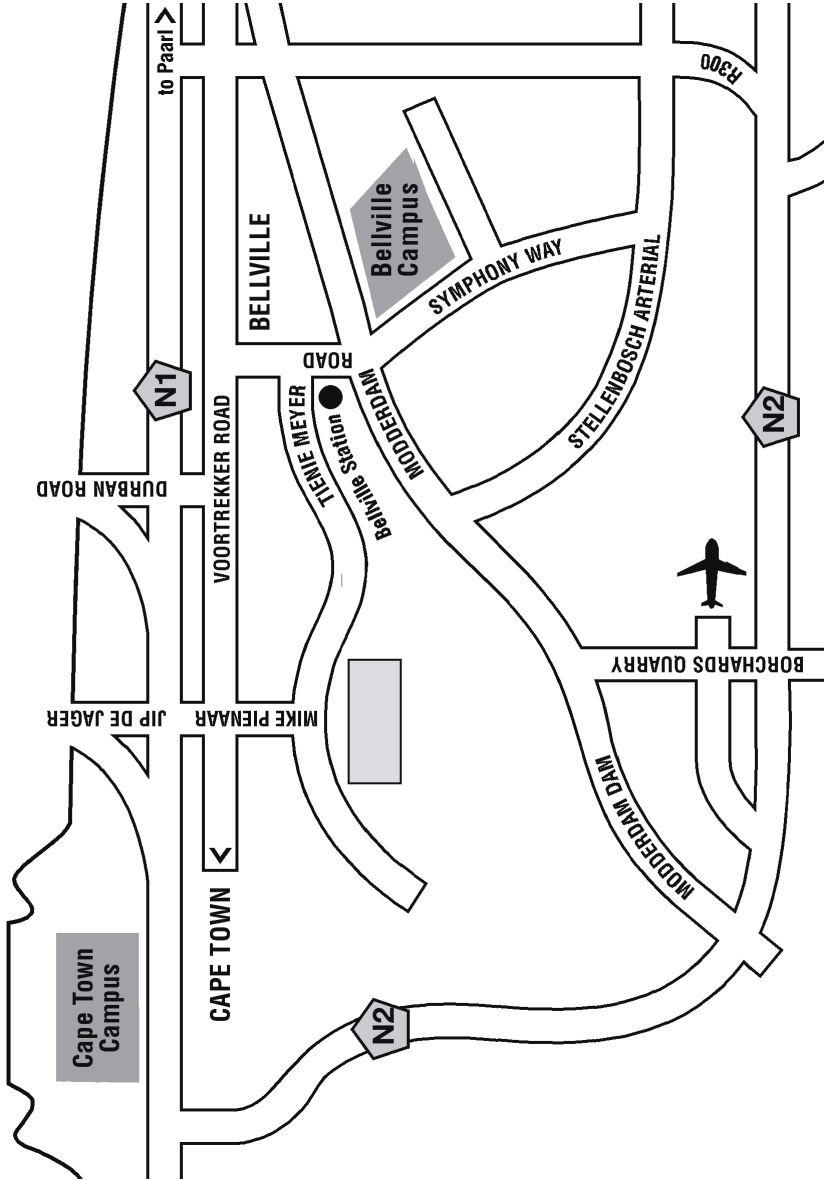 to Paarl >
R300
BELLVILLE
Bellville
Campus
SYMPHONY WAY
STELLENBOSCH ARTERIAL
ROAD
MODDERDAM
N1
N2
TIENIE MEYER
Bellville Station
VOORTREKKER ROAD
DURBAN ROAD
BORCHARDS QUARRY
JIP DE JAGER
MIKE PIENAAR
MODDERDAM DAM
<
CAPE TOWN
Cape Town
Campus
N2